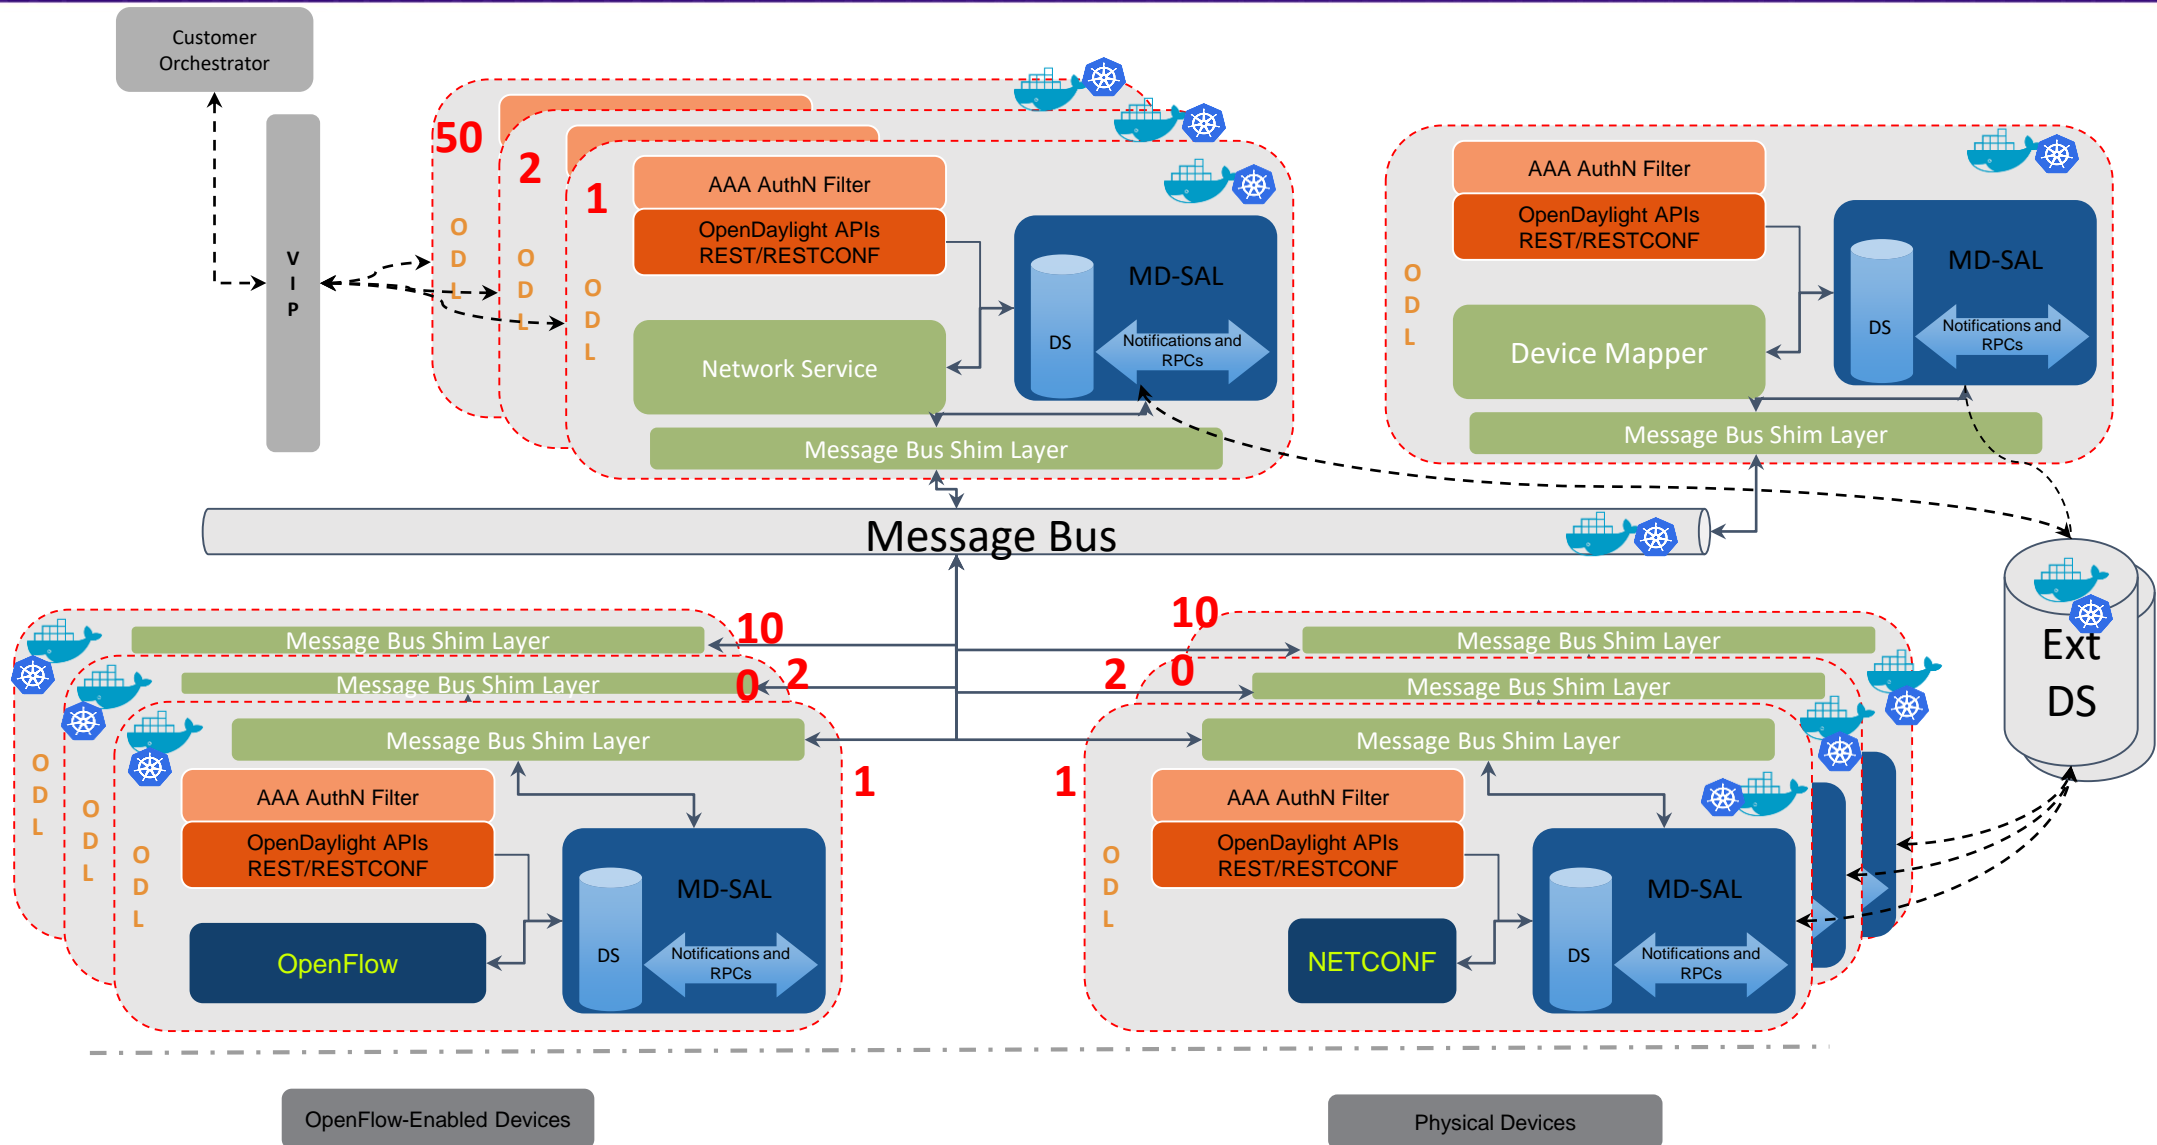 Customer
Orchestrator
V
I
P
50
O
D
L
2
O
D
L
1
O
D
L
AAA AuthN Filter
OpenDaylight APIs
REST/RESTCONF
Network Service
MD-SAL
DS
Notifications and
RPCs
Message Bus Shim Layer
O
D
L
AAA AuthN Filter
OpenDaylight APIs
REST/RESTCONF
Device Mapper
MD-SAL
DS
Notifications and
RPCs
Message Bus Shim Layer
Message Bus
Ext
DS
Message Bus Shim Layer
10
0
Message Bus Shim Layer
2
Message Bus Shim Layer
1
O
D
L
O
D
L
O
D
L
AAA AuthN Filter
OpenDaylight APIs
REST/RESTCONF
OpenFlow
MD-SAL
DS
Notifications and
RPCs
10
0
Message Bus Shim Layer
2
Message Bus Shim Layer
1
Message Bus Shim Layer
O
D
L
AAA AuthN Filter
OpenDaylight APIs
REST/RESTCONF
NETCONF
MD-SAL
DS
Notifications and
RPCs
OpenFlow-Enabled Devices
Physical Devices